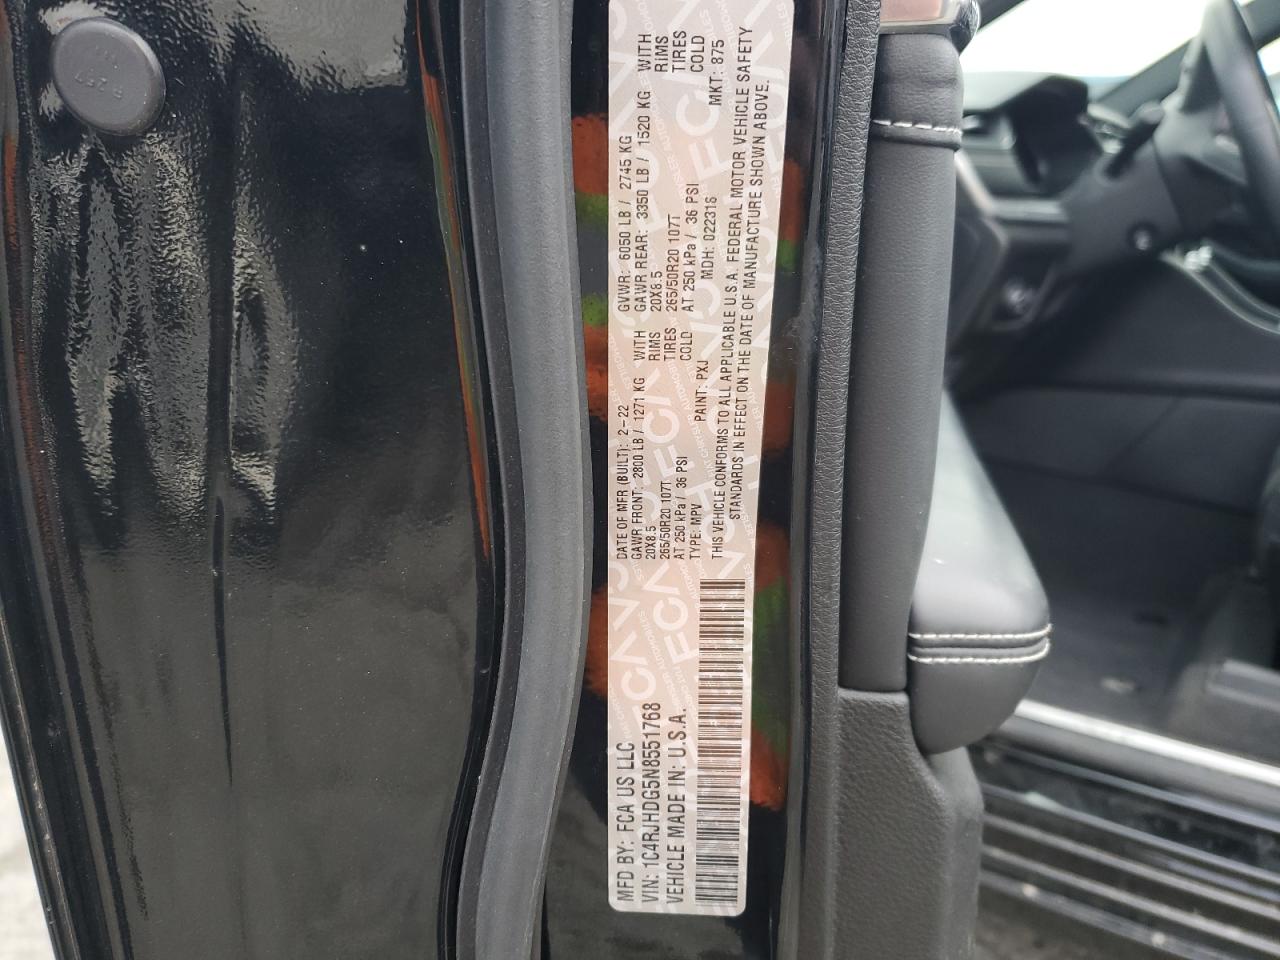 MFD BY: FCA US LLC
VIN: 1C4RJHDG5N8551768
VEHICLE MADE IN: U.S.A.
DATE OF MFR (BUILT): 2-22 GVWR: 6050 LB / 2745 KG
GAWR FRONT: 2800 LB / 1271 KG WITH GAWR REAR: 3350 LB / 1520 KG WITH
20X8.5 RIMS 20X8.5 RIMS
265/50R20 107T TIRES 265/50R20 107T TIRES
AT 250 kPa / 36 PSI COLD AT 250 kPa / 36 PSI COLD
TYPE: MPV PAINT: PXJ MDH: 022316 MKT: 875
THIS VEHICLE CONFORMS TO ALL APPLICABLE U.S.A. FEDERAL MOTOR VEHICLE SAFETY
STANDARDS IN EFFECT ON THE DATE OF MANUFACTURE SHOWN ABOVE.